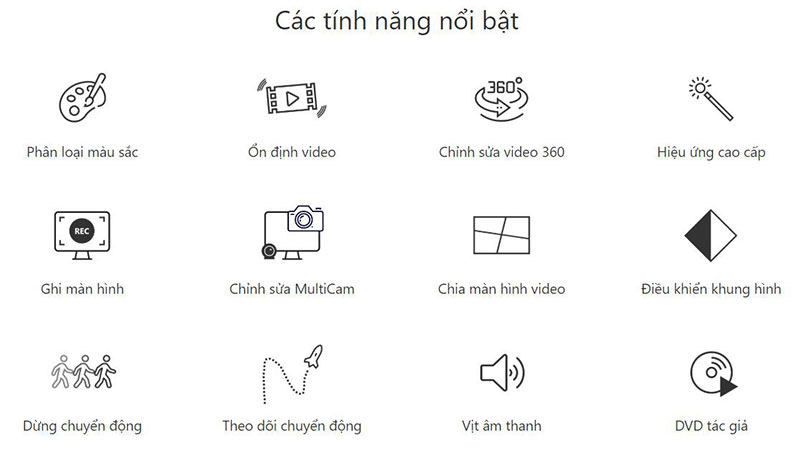 Các tính năng nổi bật
360°
Phân loại màu sắc
Ổn định video
Chỉnh sửa video 360
Hiệu ứng cao cấp
REC
Ghi màn hình
Chỉnh sửa MultiCam
Chia màn hình video
Điều khiển khung hình
Dừng chuyển động
Theo dõi chuyển động
Vịt âm thanh
DVD tác giả